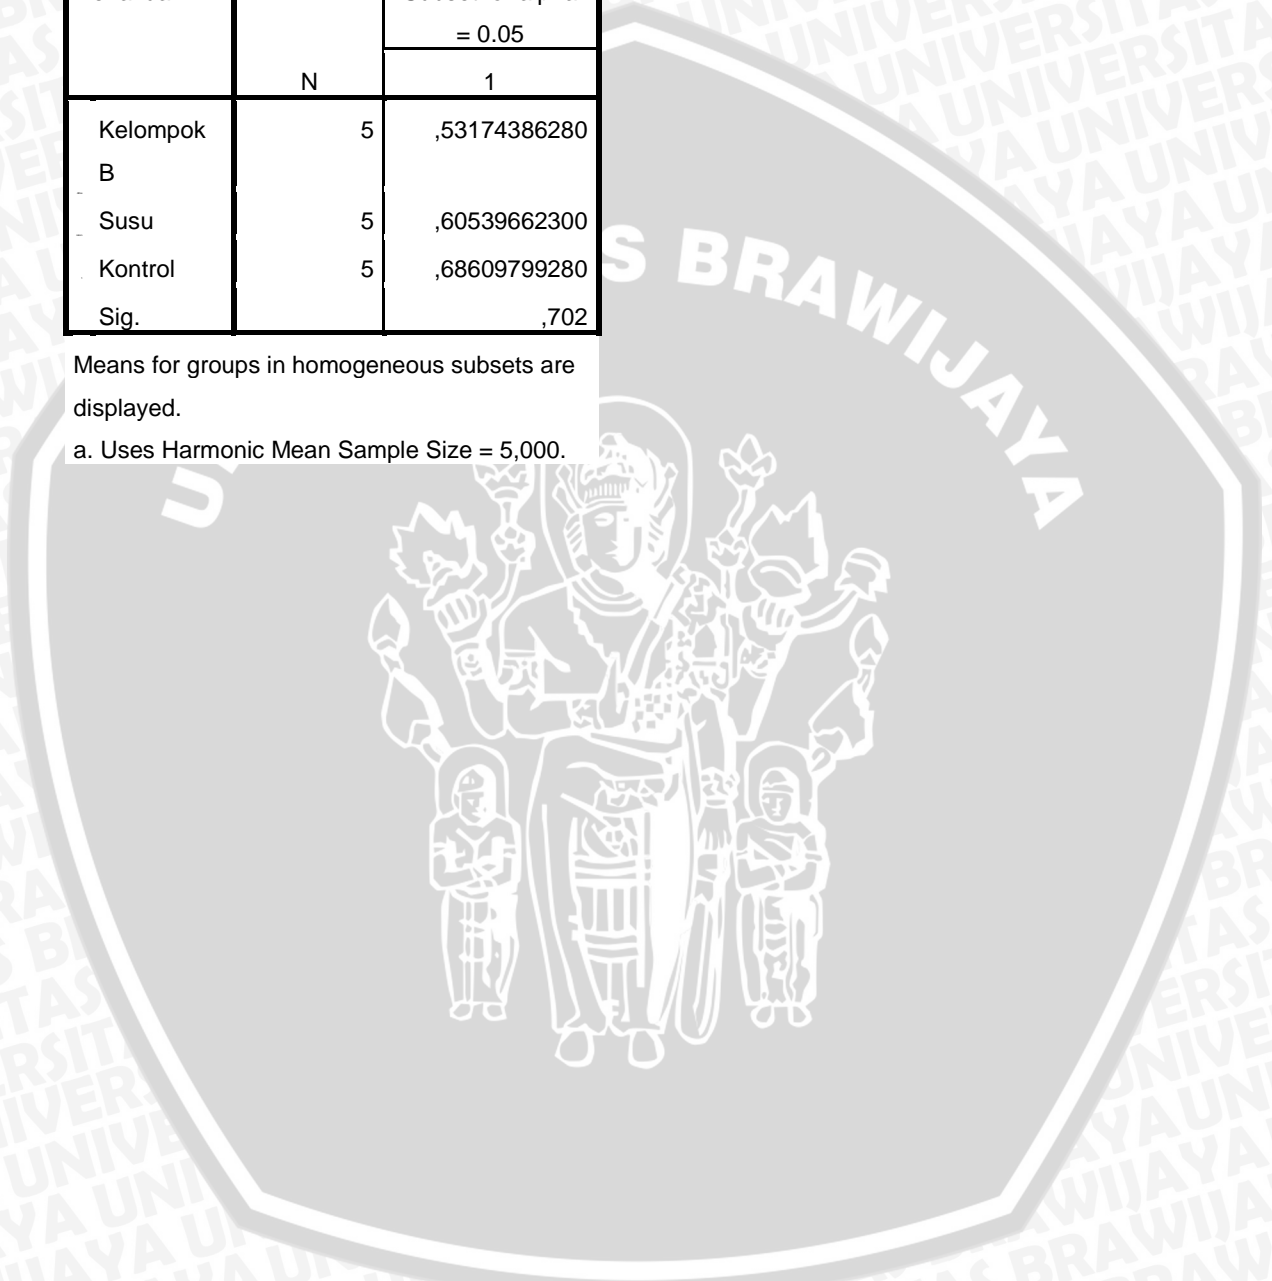 = 0.05
N 1
Kelompok B 5 ,53174386280
Susu 5 ,60539662300
Kontrol 5 ,68609799280
Sig. ,702
Means for groups in homogeneous subsets are
displayed.
a. Uses Harmonic Mean Sample Size = 5,000.
S BRAWIJAYA